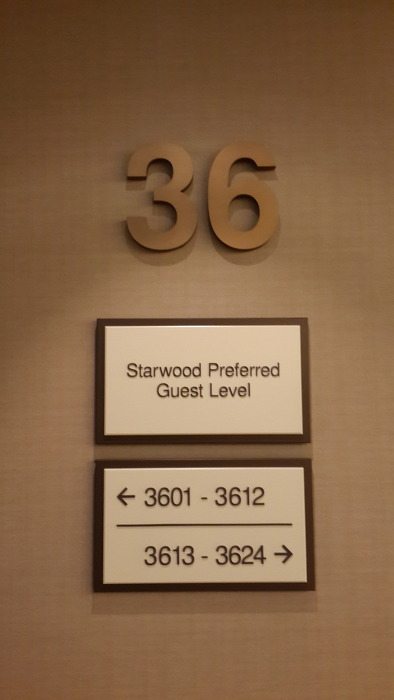 36
Starwood Preferred
Guest Level
← 3601 - 3612
3613 - 3624 →